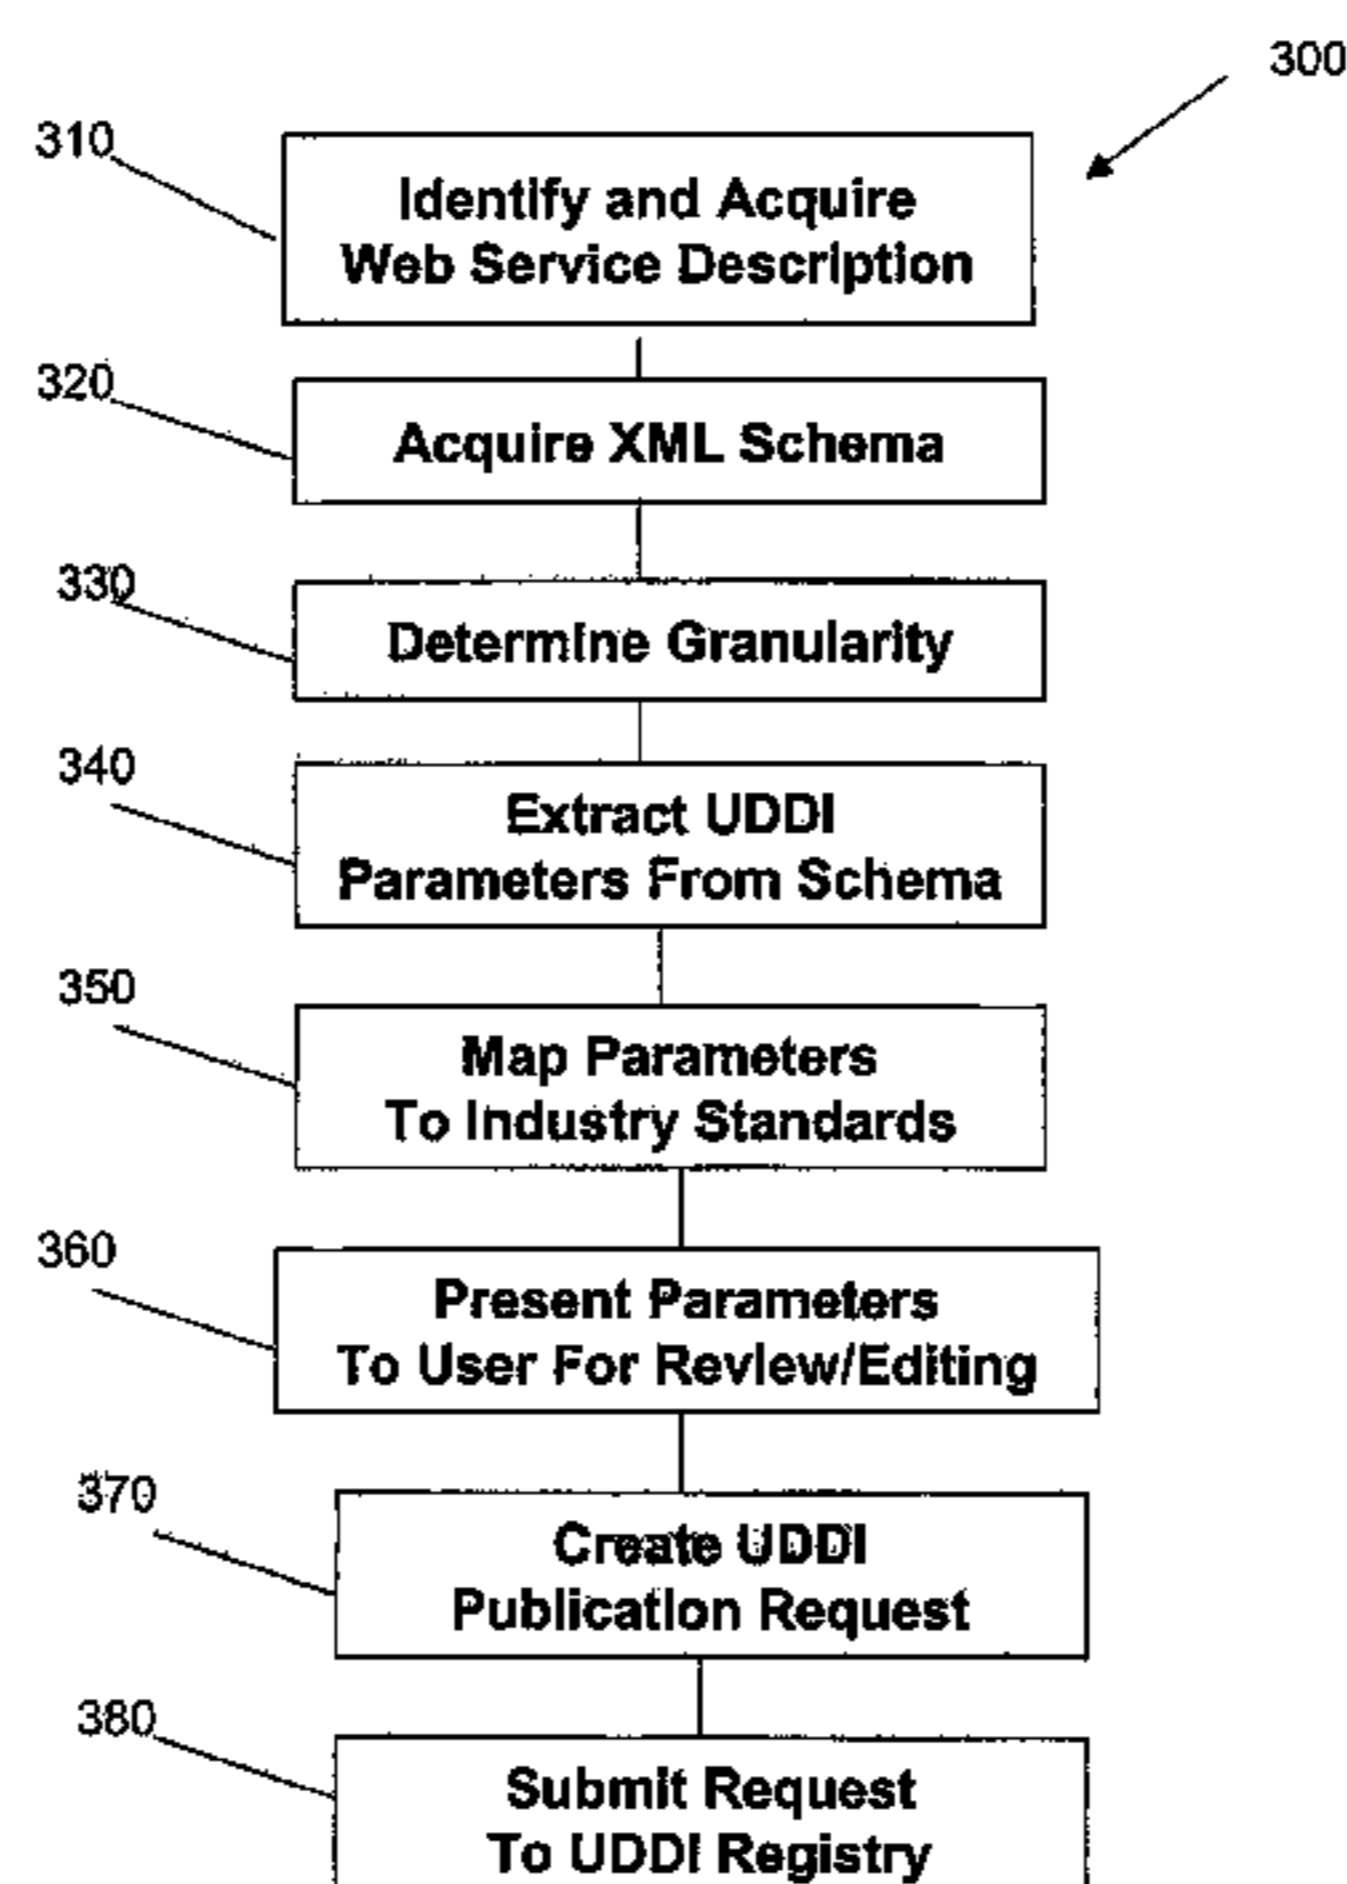 300
310
Identify and Acquire
Web Service Description
320
Acquire XML Schema
330
Determine Granularity
340
Extract UDDI
Parameters From Schema
350
Map Parameters
To Industry Standards
360
Present Parameters
To User For Review/Editing
370
Create UDDI
Publication Request
380
Submit Request
To UDDI Registry